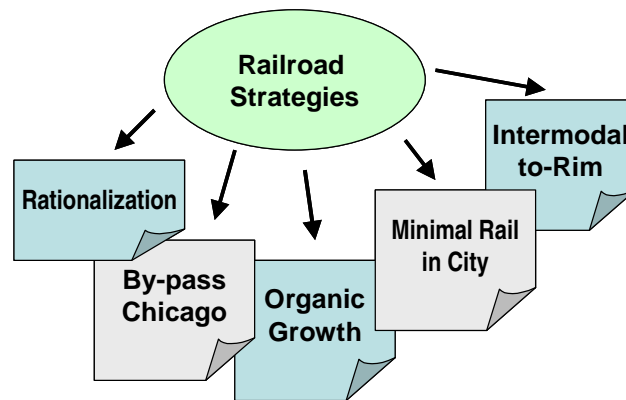 Railroad
Strategies
Rationalization
By-pass
Chicago
Organic
Growth
Minimal Rail
in City
Intermodal
to-Rim